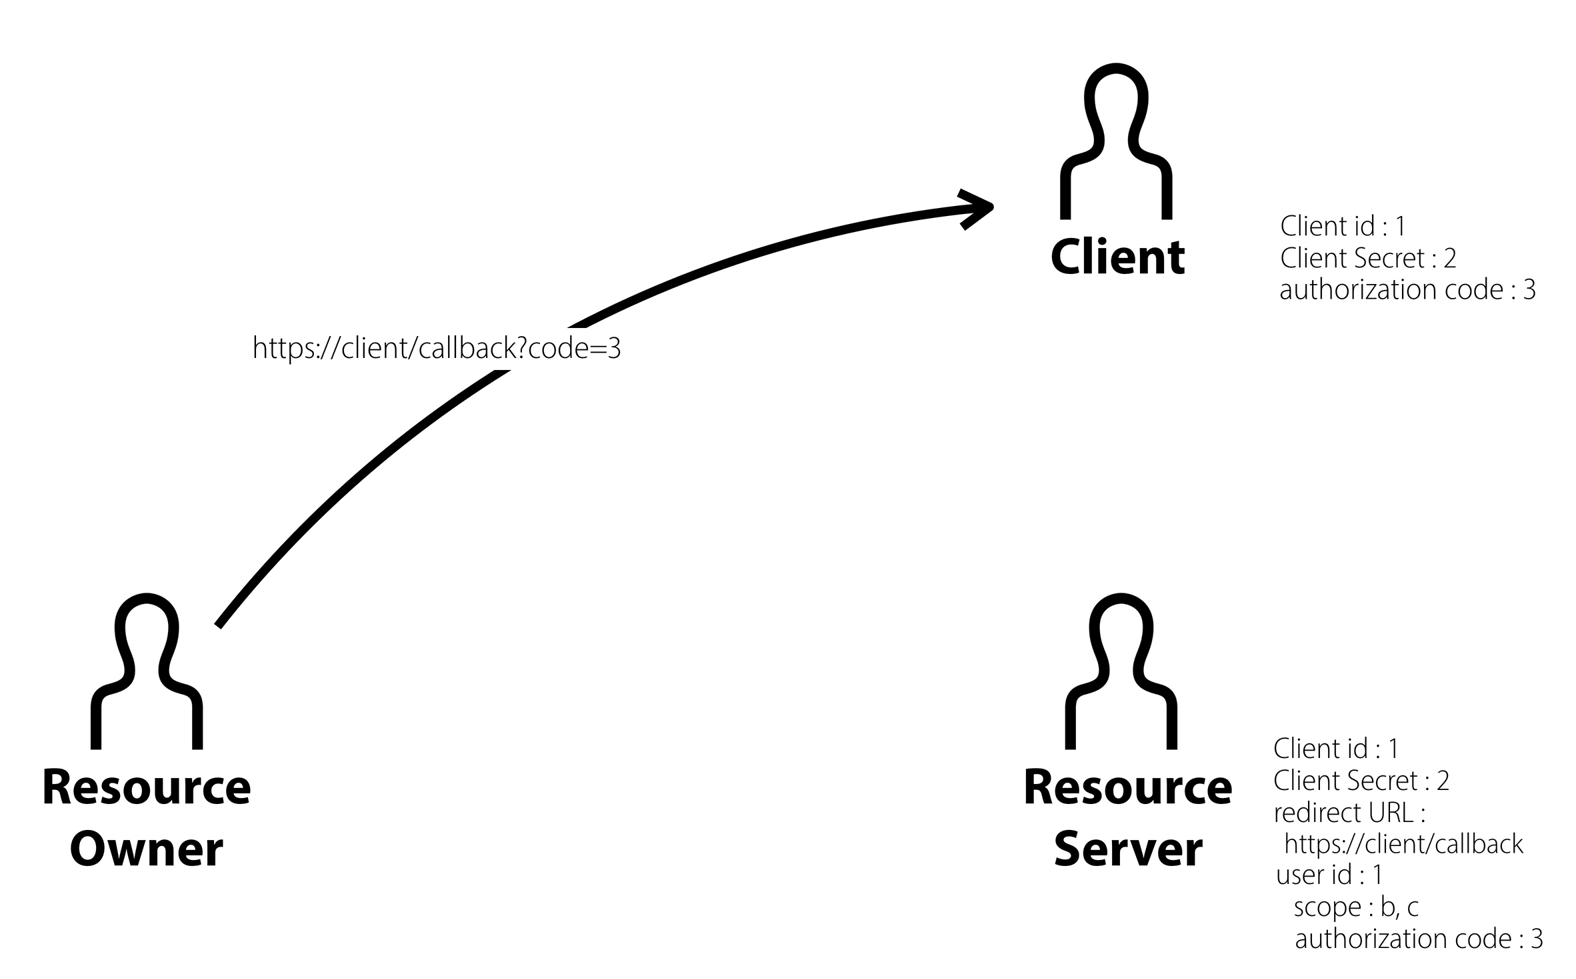 Client
Client id : 1
Client Secret : 2
authorization code : 3
https://client/callback?code=3
Resource
Owner
Resource
Server
Client id : 1
Client Secret : 2
redirect URL :
https://client/callback
user id : 1
scope : b, c
authorization code : 3